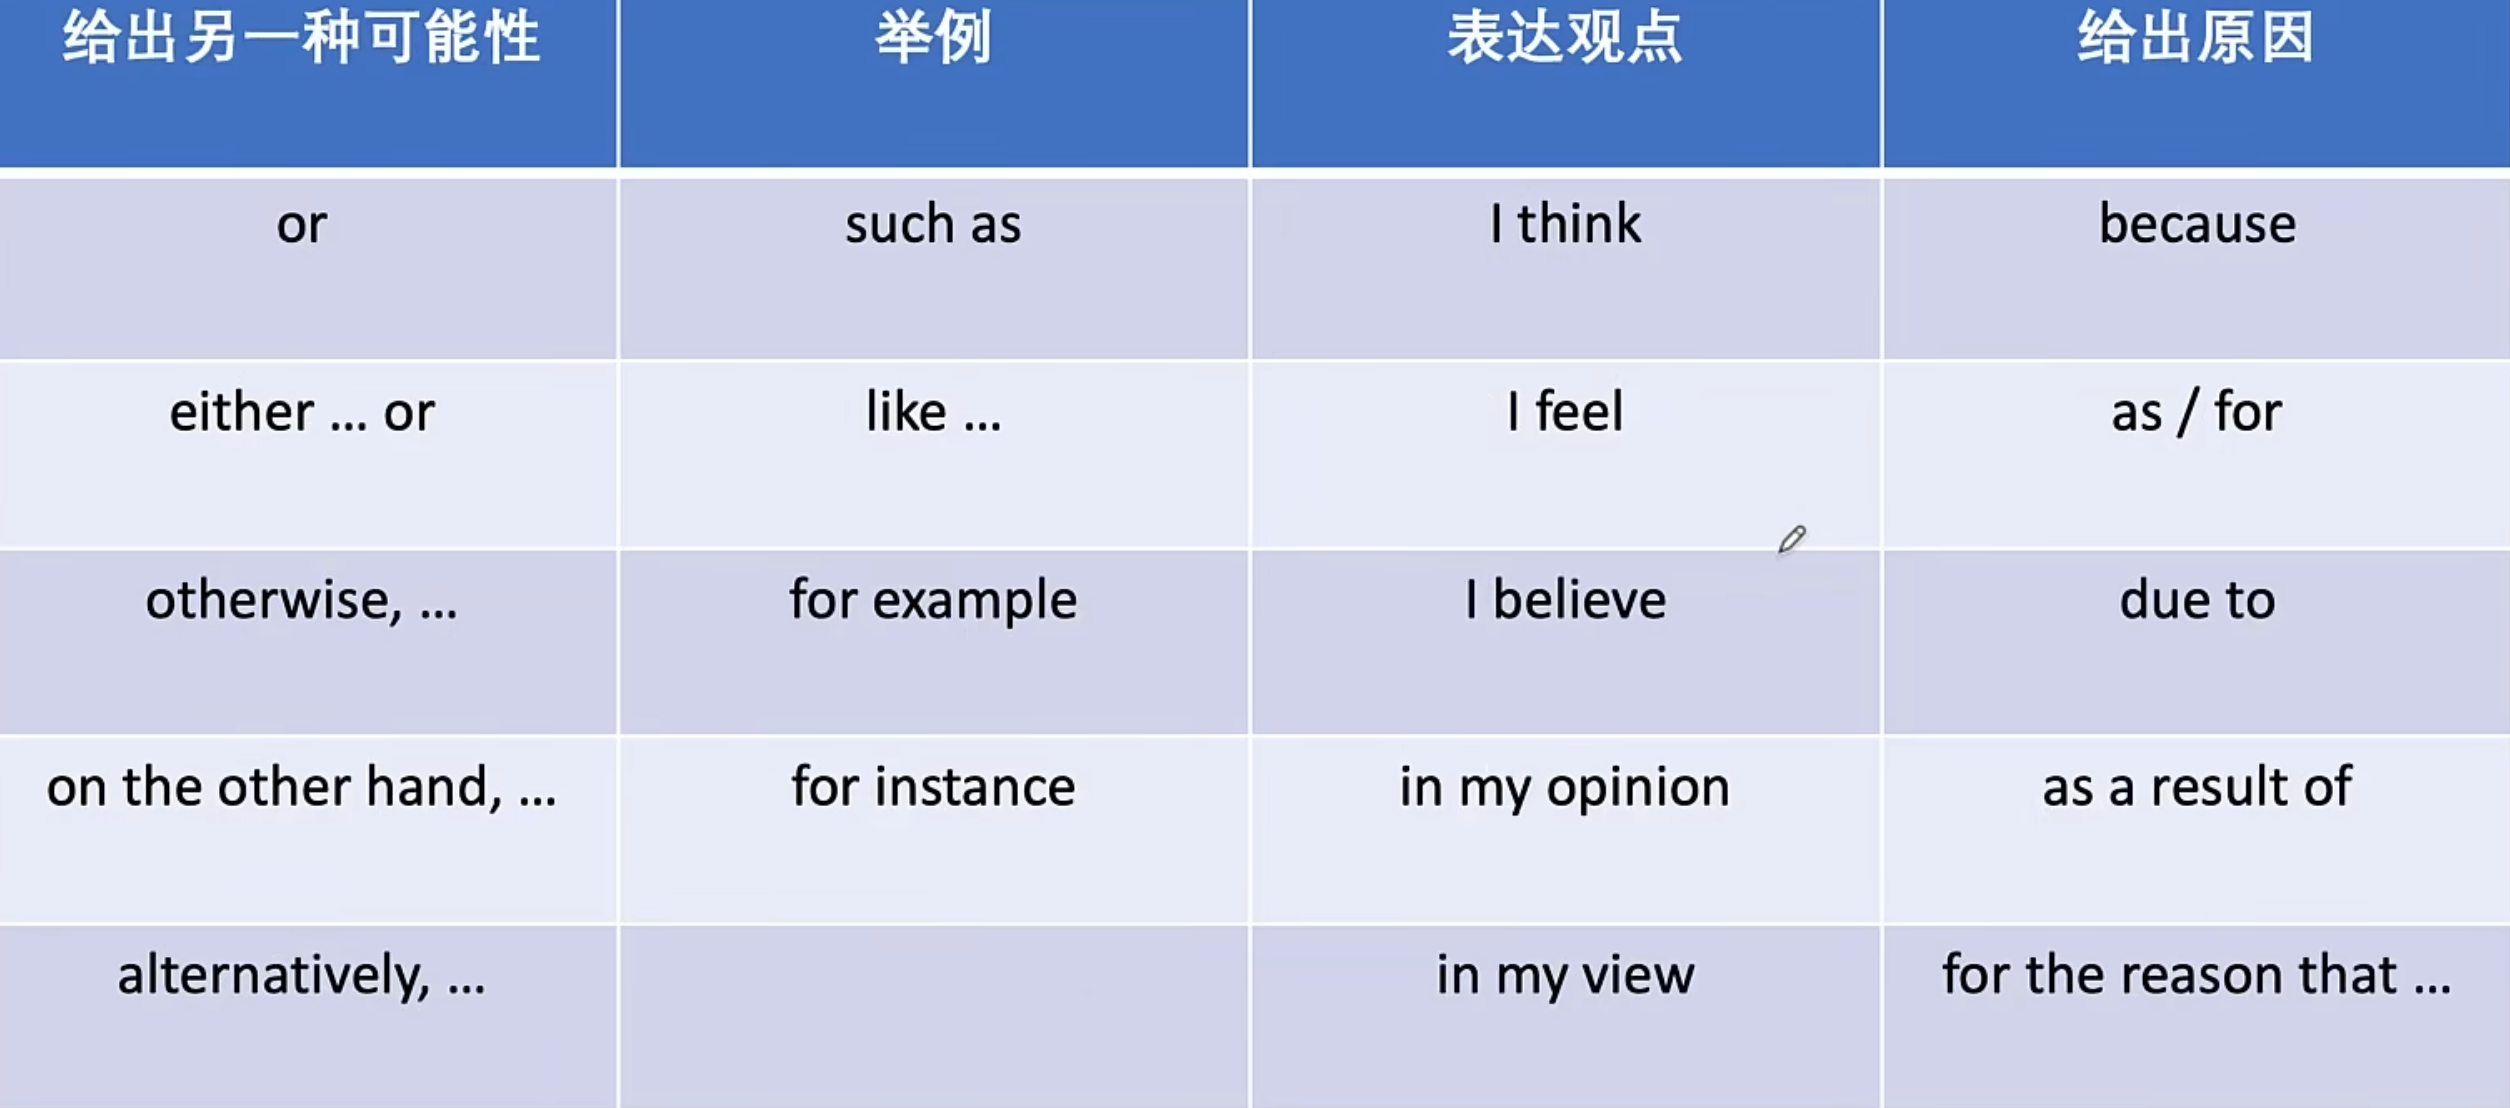 给出另一种可能性 举例 表达观点 给出原因
or such as I think because
either ... or like ... I feel as / for
otherwise, ... for example I believe due to
on the other hand, ... for instance in my opinion as a result of
alternatively, ... in my view for the reason that ...